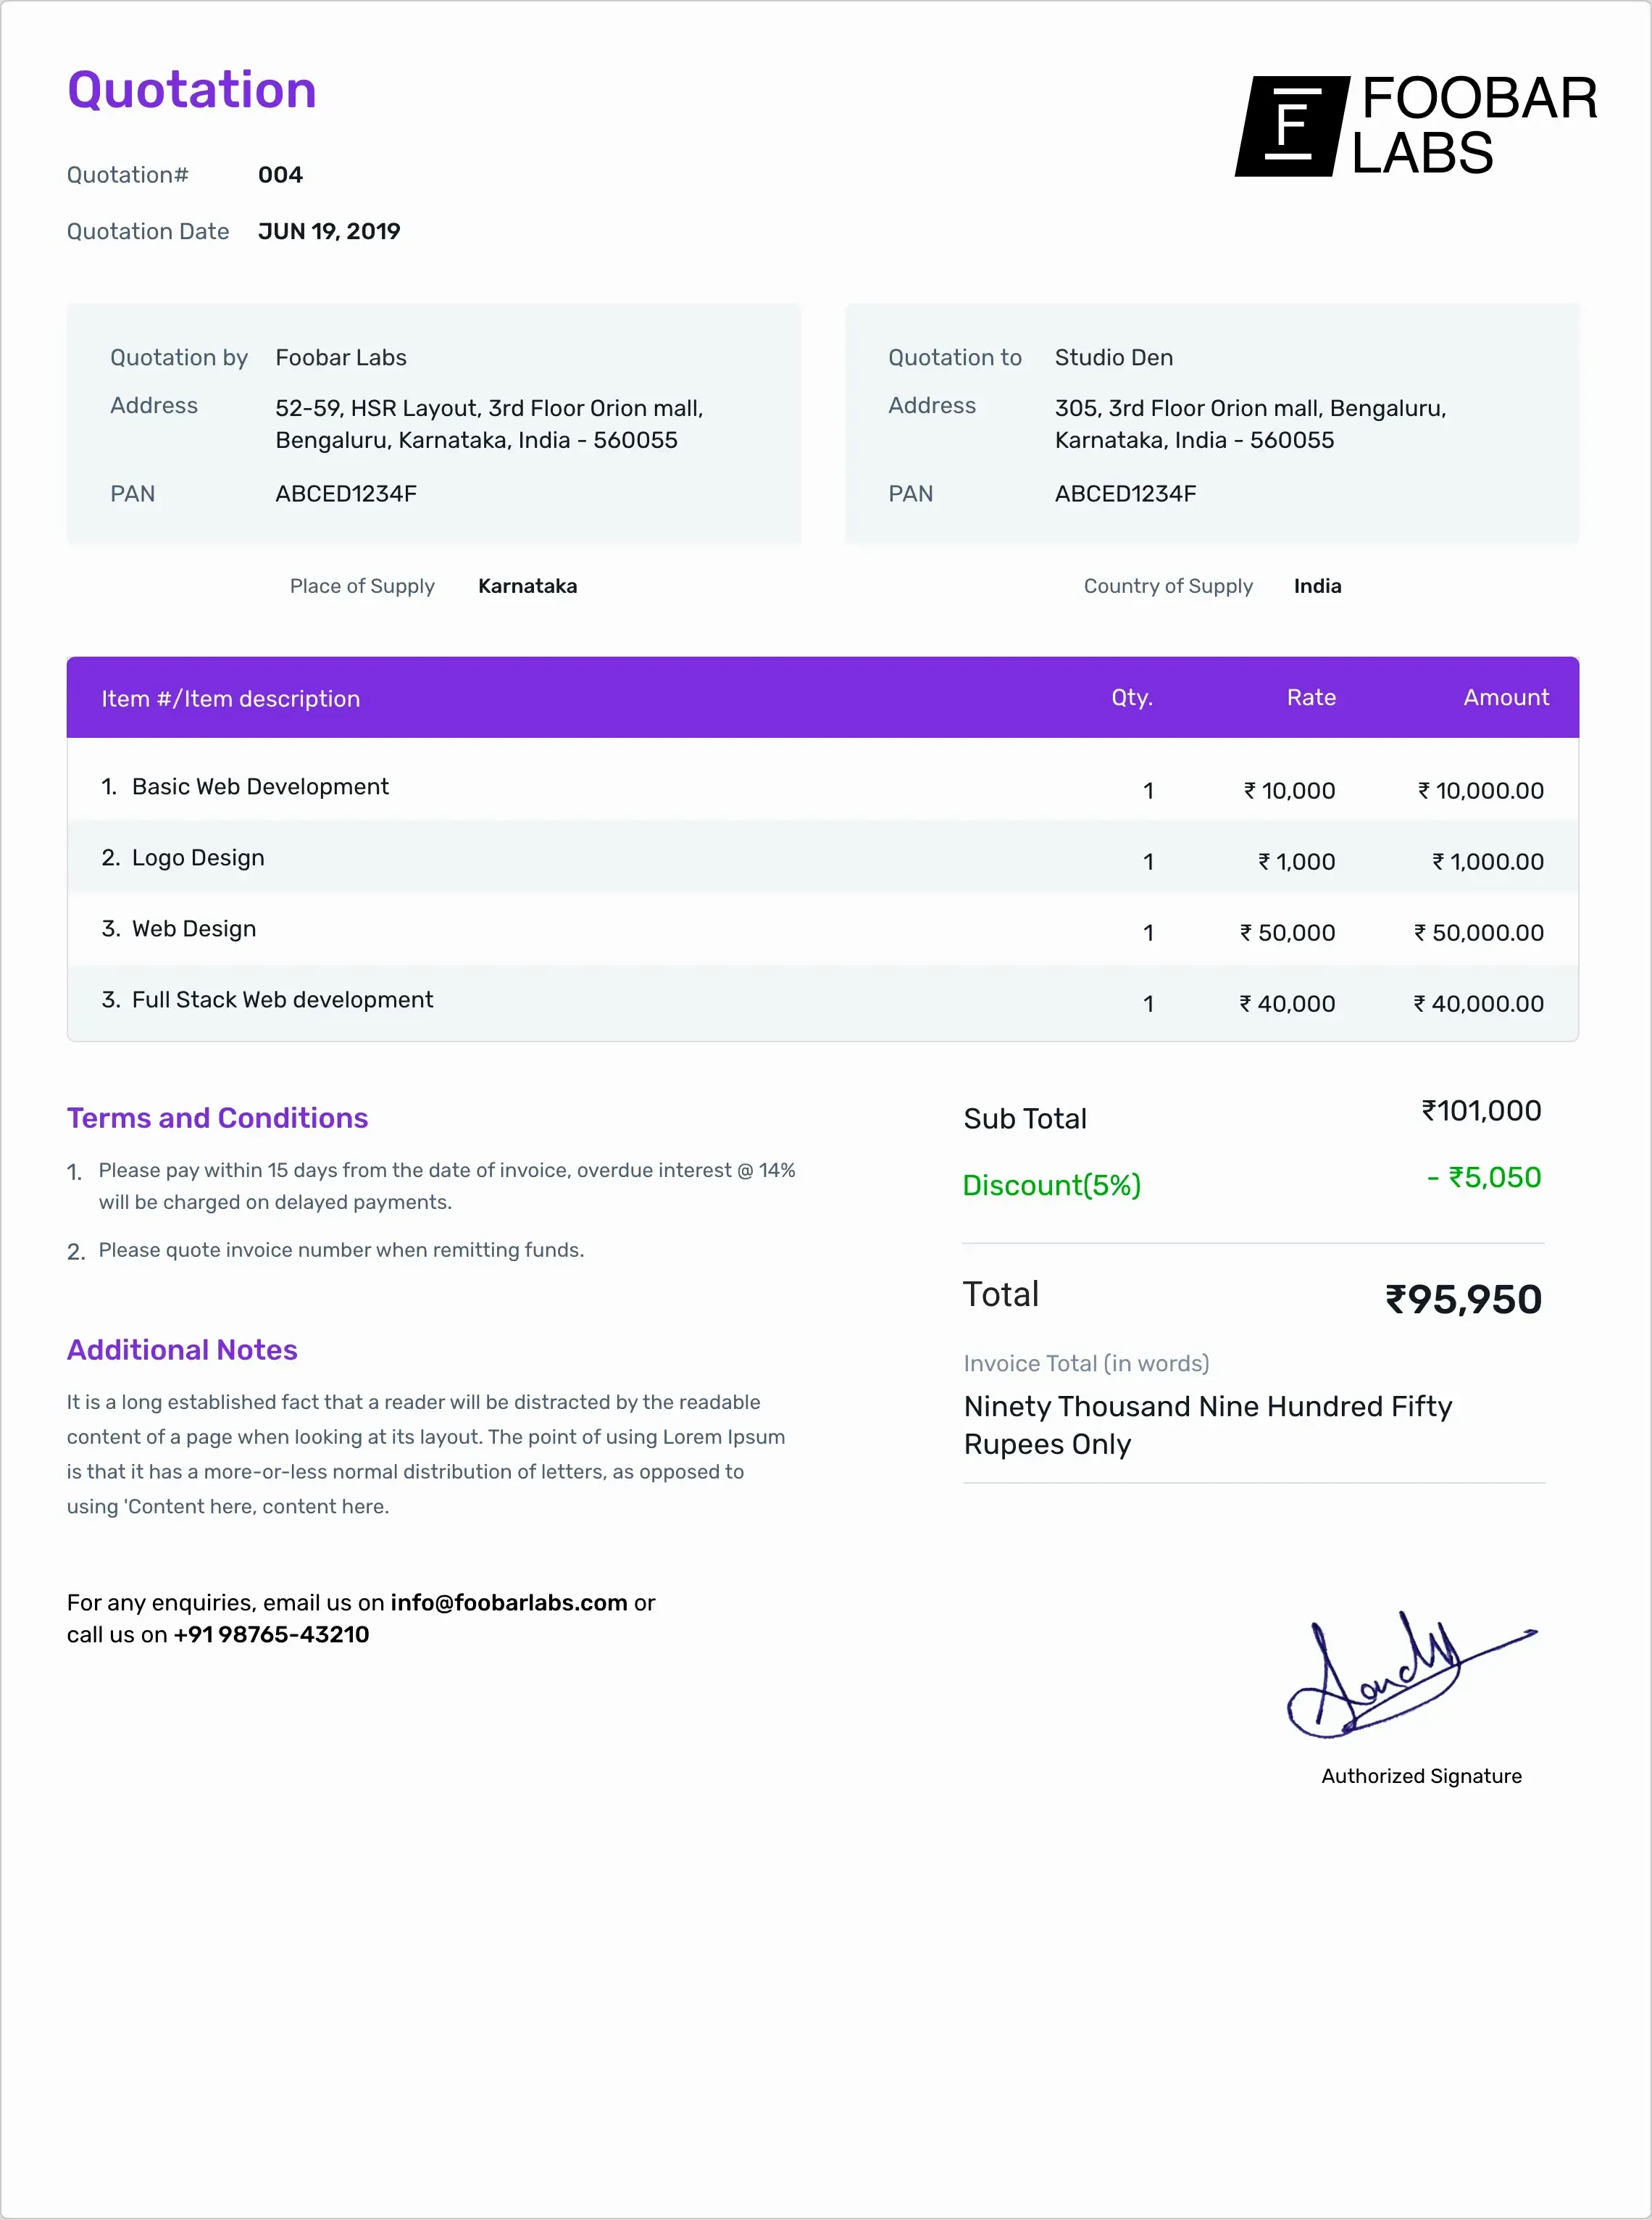 Quotation
FOOBAR
LABS
F
Quotation# 004
Quotation Date JUN 19, 2019
Quotation by Foobar Labs
Address 52-59, HSR Layout, 3rd Floor Orion mall,
Bengaluru, Karnataka, India - 560055
PAN ABCED1234F
Quotation to Studio Den
Address 305, 3rd Floor Orion mall, Bengaluru,
Karnataka, India - 560055
PAN ABCED1234F
Place of Supply Karnataka
Country of Supply India
Item #/Item description Qty. Rate Amount
1. Basic Web Development 1 ₹ 10,000 ₹ 10,000.00
2. Logo Design 1 ₹ 1,000 ₹ 1,000.00
3. Web Design 1 ₹ 50,000 ₹ 50,000.00
3. Full Stack Web development 1 ₹ 40,000 ₹ 40,000.00
Terms and Conditions
1. Please pay within 15 days from the date of invoice, overdue interest @ 14%
will be charged on delayed payments.
2. Please quote invoice number when remitting funds.
Additional Notes
It is a long established fact that a reader will be distracted by the readable
content of a page when looking at its layout. The point of using Lorem Ipsum
is that it has a more-or-less normal distribution of letters, as opposed to
using 'Content here, content here.
For any enquiries, email us on info@foobarlabs.com or
call us on +91 98765-43210
Sub Total ₹101,000
Discount(5%) - ₹5,050
Total ₹95,950
Invoice Total (in words)
Ninety Thousand Nine Hundred Fifty
Rupees Only
Authorized Signature